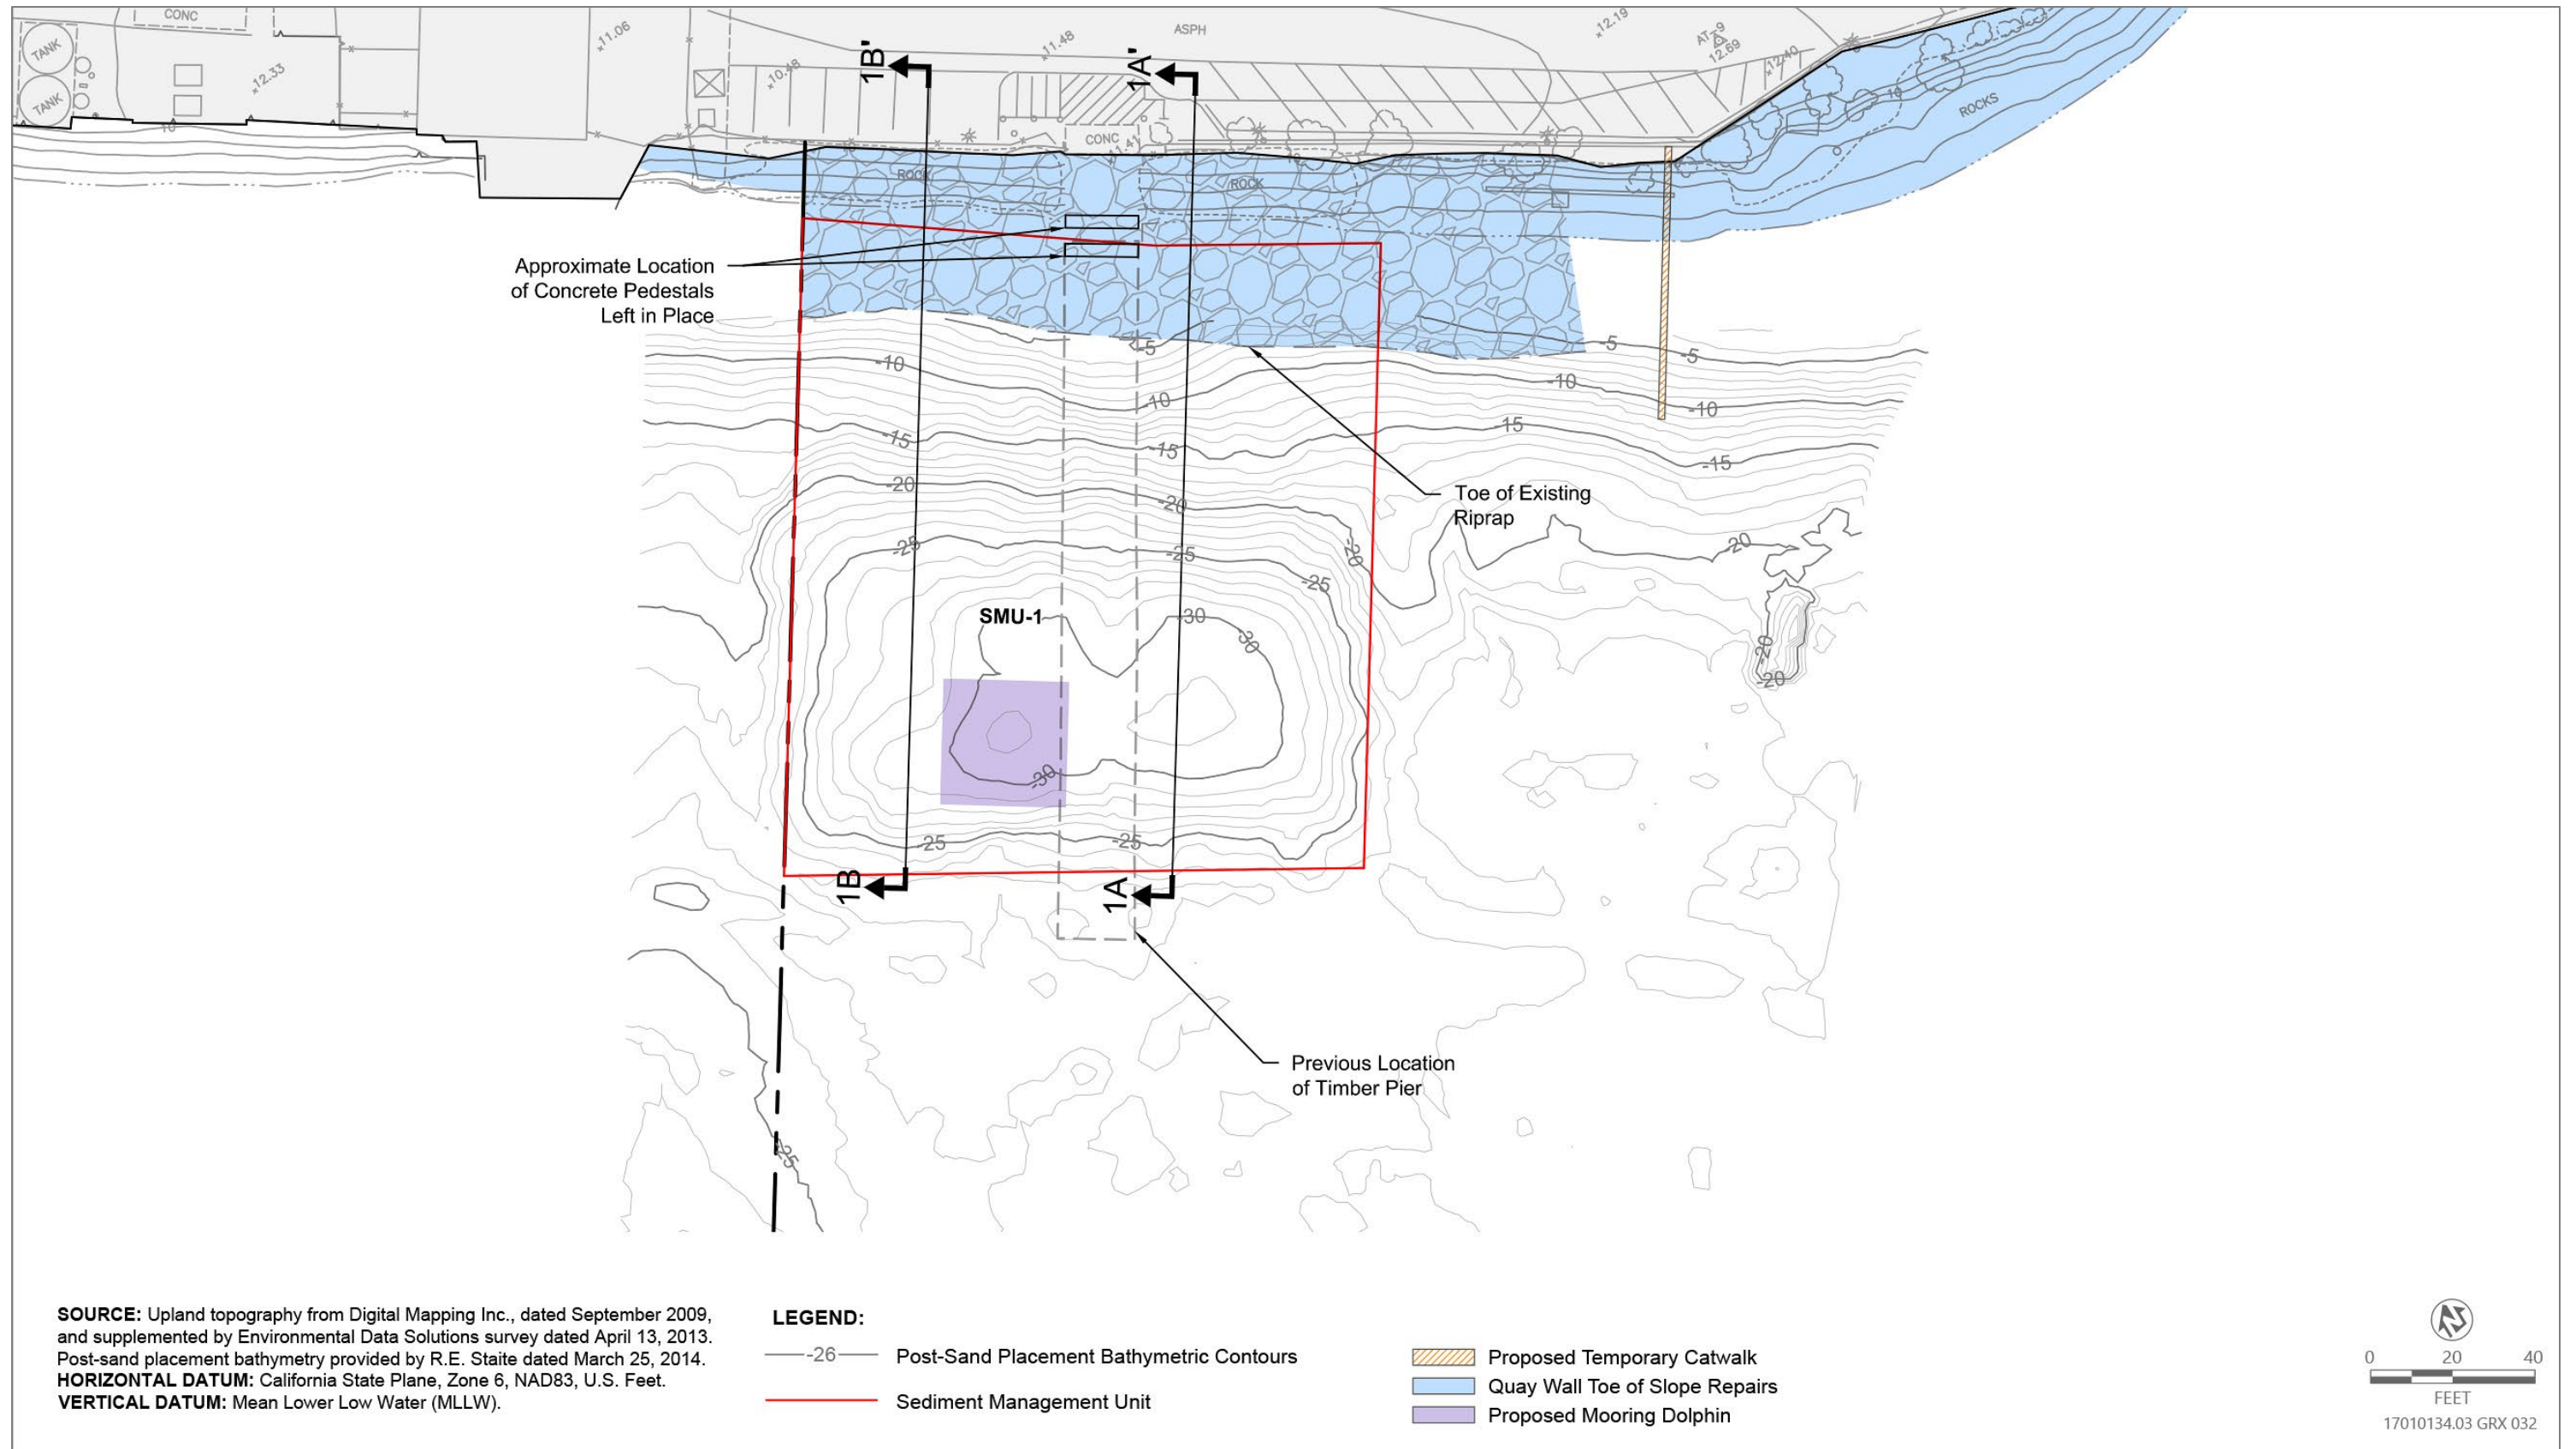 CONC
TANK
TANK
12.33
11.06
10.48
11.48
ASPH
12.19
AT-9
12.69
12.40
1B'
1A'
10
10
10
10
CONC
11.41
ROCK
ROCK
ROCKS
Approximate Location
of Concrete Pedestals
Left in Place
-5
-5
-5
-10
-10
-10
-10
-15
-15
-15
-15
Toe of Existing
Riprap
-20
-20
-20
-20
-25
-25
-25
SMU-1
-30
-30
-20
-20
-30
-25
-25
1B
1A
Previous Location
of Timber Pier
-25
SOURCE: Upland topography from Digital Mapping Inc., dated September 2009,
and supplemented by Environmental Data Solutions survey dated April 13, 2013.
Post-sand placement bathymetry provided by R.E. Staite dated March 25, 2014.
HORIZONTAL DATUM: California State Plane, Zone 6, NAD83, U.S. Feet.
VERTICAL DATUM: Mean Lower Low Water (MLLW).
LEGEND:
-26 Post-Sand Placement Bathymetric Contours
Sediment Management Unit
Proposed Temporary Catwalk
Quay Wall Toe of Slope Repairs
Proposed Mooring Dolphin
N
0 20 40
FEET
17010134.03 GRX 032